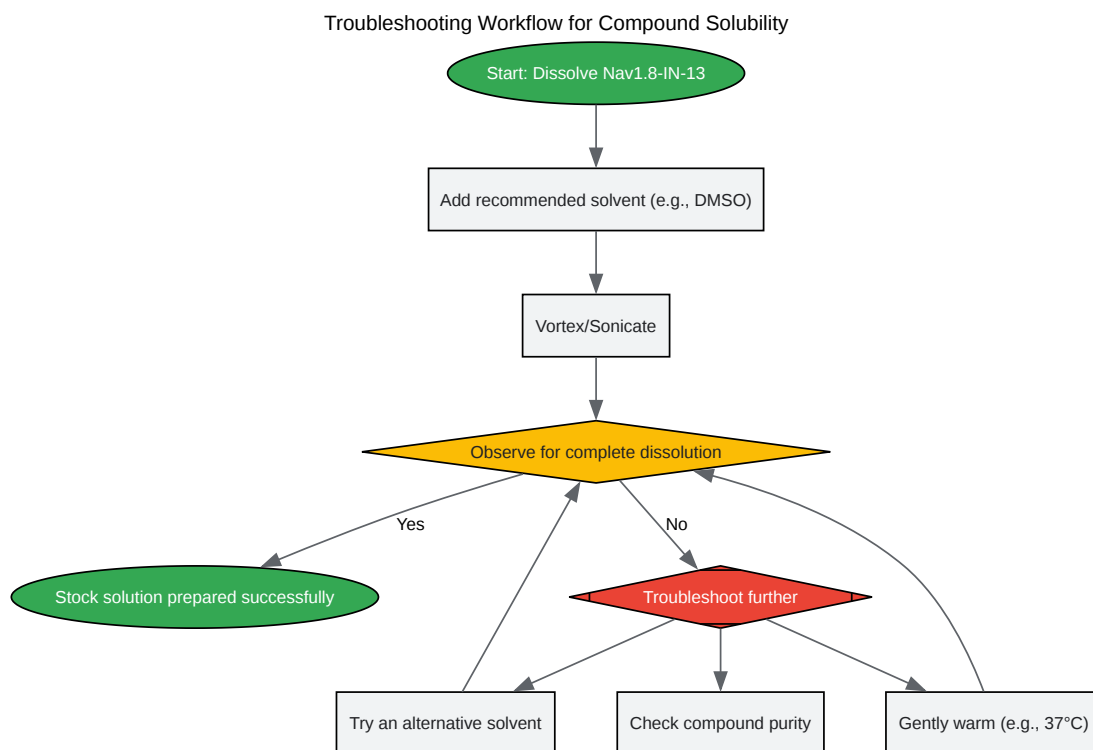 Troubleshooting Workflow for Compound Solubility
Start: Dissolve Nav1.8-IN-13
Add recommended solvent (e.g., DMSO)
Vortex/Sonicate
Observe for complete dissolution
Yes
No
Stock solution prepared successfully
Troubleshoot further
Try an alternative solvent
Check compound purity
Gently warm (e.g., 37°C)